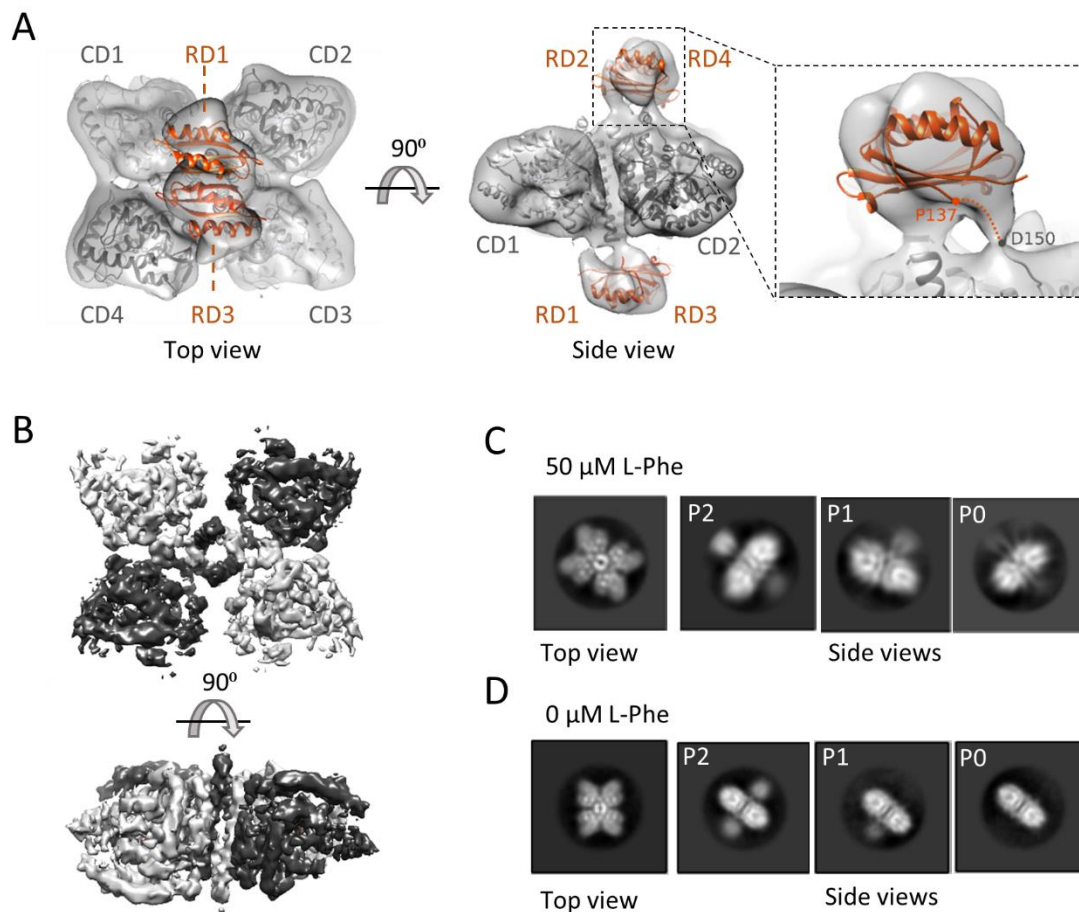 A
CD1 RD1 CD2
CD4 RD3 CD3
Top view
90⁰
RD2 RD4
CD1 CD2
RD1 RD3
Side view
P137
D150
B
90⁰
C
50 µM L-Phe
P2 P1 P0
Top view Side views
D
0 µM L-Phe
P2 P1 P0
Top view Side views